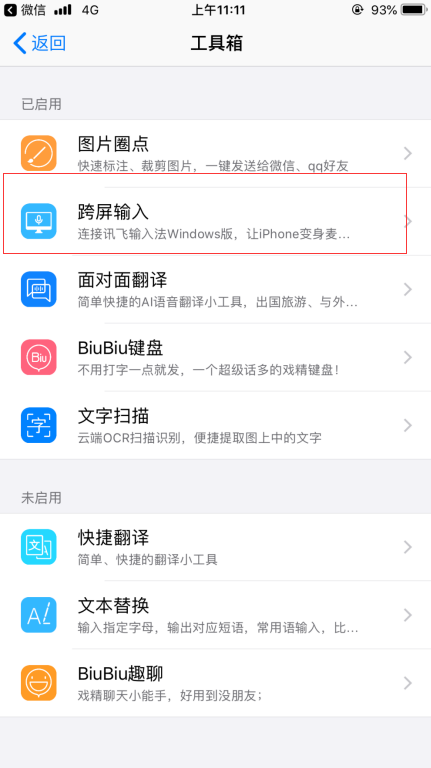 微信 4G 上午11:11 93%
返回 工具箱
已启用
图片圈点
快速标注、裁剪图片，一键发送给微信、qq好友
跨屏输入
连接讯飞输入法Windows版，让iPhone变身麦...
面对面翻译
简单快捷的AI语音翻译小工具，出国旅游、与外...
BiuBiu键盘
Biu
不用打字一点就发，一个超级话多的戏精键盘！
文字扫描
字
云端OCR扫描识别，便捷提取图上中的文字
未启用
快捷翻译
文A
简单、快捷的翻译小工具
文本替换
A
输入指定字母，输出对应短语，常用语输入，比...
BiuBiu趣聊
戏精聊天小能手，好用到没朋友；